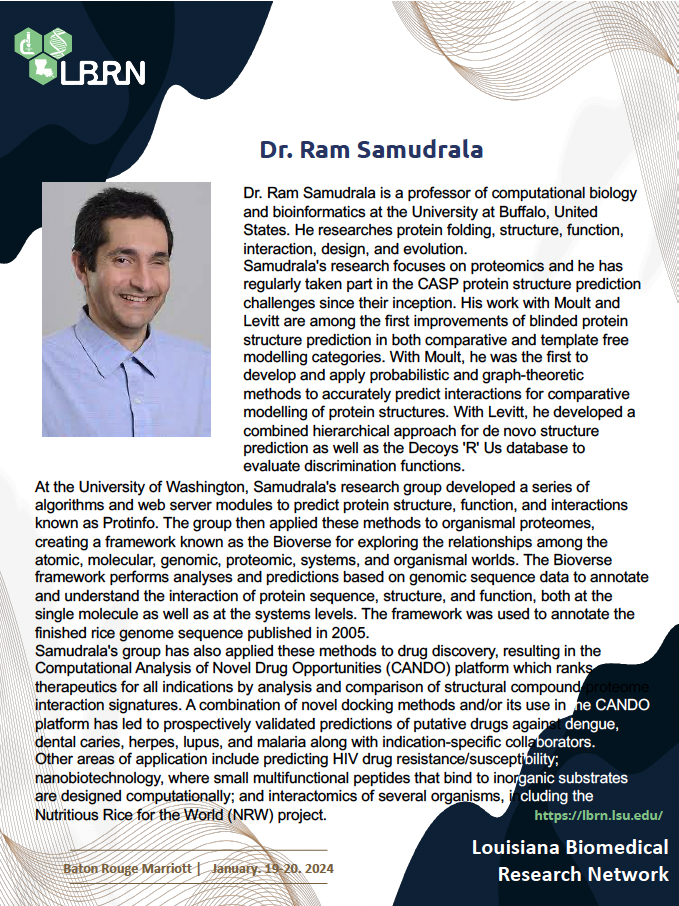 LBRN
Dr. Ram Samudrala
Dr. Ram Samudrala is a professor of computational biology
and bioinformatics at the University at Buffalo, United
States. He researches protein folding, structure, function,
interaction, design, and evolution.
Samudrala's research focuses on proteomics and he has
regularly taken part in the CASP protein structure prediction
challenges since their inception. His work with Moult and
Levitt are among the first improvements of blinded protein
structure prediction in both comparative and template free
modelling categories. With Moult, he was the first to
develop and apply probabilistic and graph-theoretic
methods to accurately predict interactions for comparative
modelling of protein structures. With Levitt, he developed a
combined hierarchical approach for de novo structure
prediction as well as the Decoys 'R' Us database to
evaluate discrimination functions.
At the University of Washington, Samudrala's research group developed a series of
algorithms and web server modules to predict protein structure, function, and interactions
known as Protinfo. The group then applied these methods to organismal proteomes,
creating a framework known as the Bioverse for exploring the relationships among the
atomic, molecular, genomic, proteomic, systems, and organismal worlds. The Bioverse
framework performs analyses and predictions based on genomic sequence data to annotate
and understand the interaction of protein sequence, structure, and function, both at the
single molecule as well as at the systems levels. The framework was used to annotate the
finished rice genome sequence published in 2005.
Samudrala's group has also applied these methods to drug discovery, resulting in the
Computational Analysis of Novel Drug Opportunities (CANDO) platform which ranks
therapeutics for all indications by analysis and comparison of structural compound-proteome
interaction signatures. A combination of novel docking methods and/or its use in the CANDO
platform has led to prospectively validated predictions of putative drugs against dengue,
dental caries, herpes, lupus, and malaria along with indication-specific collaborators.
Other areas of application include predicting HIV drug resistance/susceptibility;
nanobiotechnology, where small multifunctional peptides that bind to inorganic substrates
are designed computationally; and interactomics of several organisms, including the
Nutritious Rice for the World (NRW) project.
https://lbrn.lsu.edu/
Louisiana Biomedical
Research Network
Baton Rouge Marriott | January. 19-20. 2024